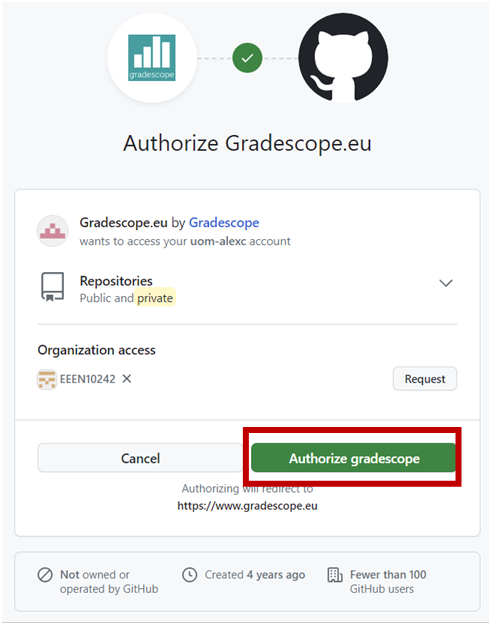 gradescope
Authorize Gradescope.eu
Gradescope.eu by Gradescope
wants to access your uom-alexc account
Repositories
Public and private
Organization access
EEEN10242
Request
Cancel
Authorize gradescope
Authorizing will redirect to
https://www.gradescope.eu
Not owned or
operated by GitHub
Created 4 years ago
Fewer than 100
GitHub users